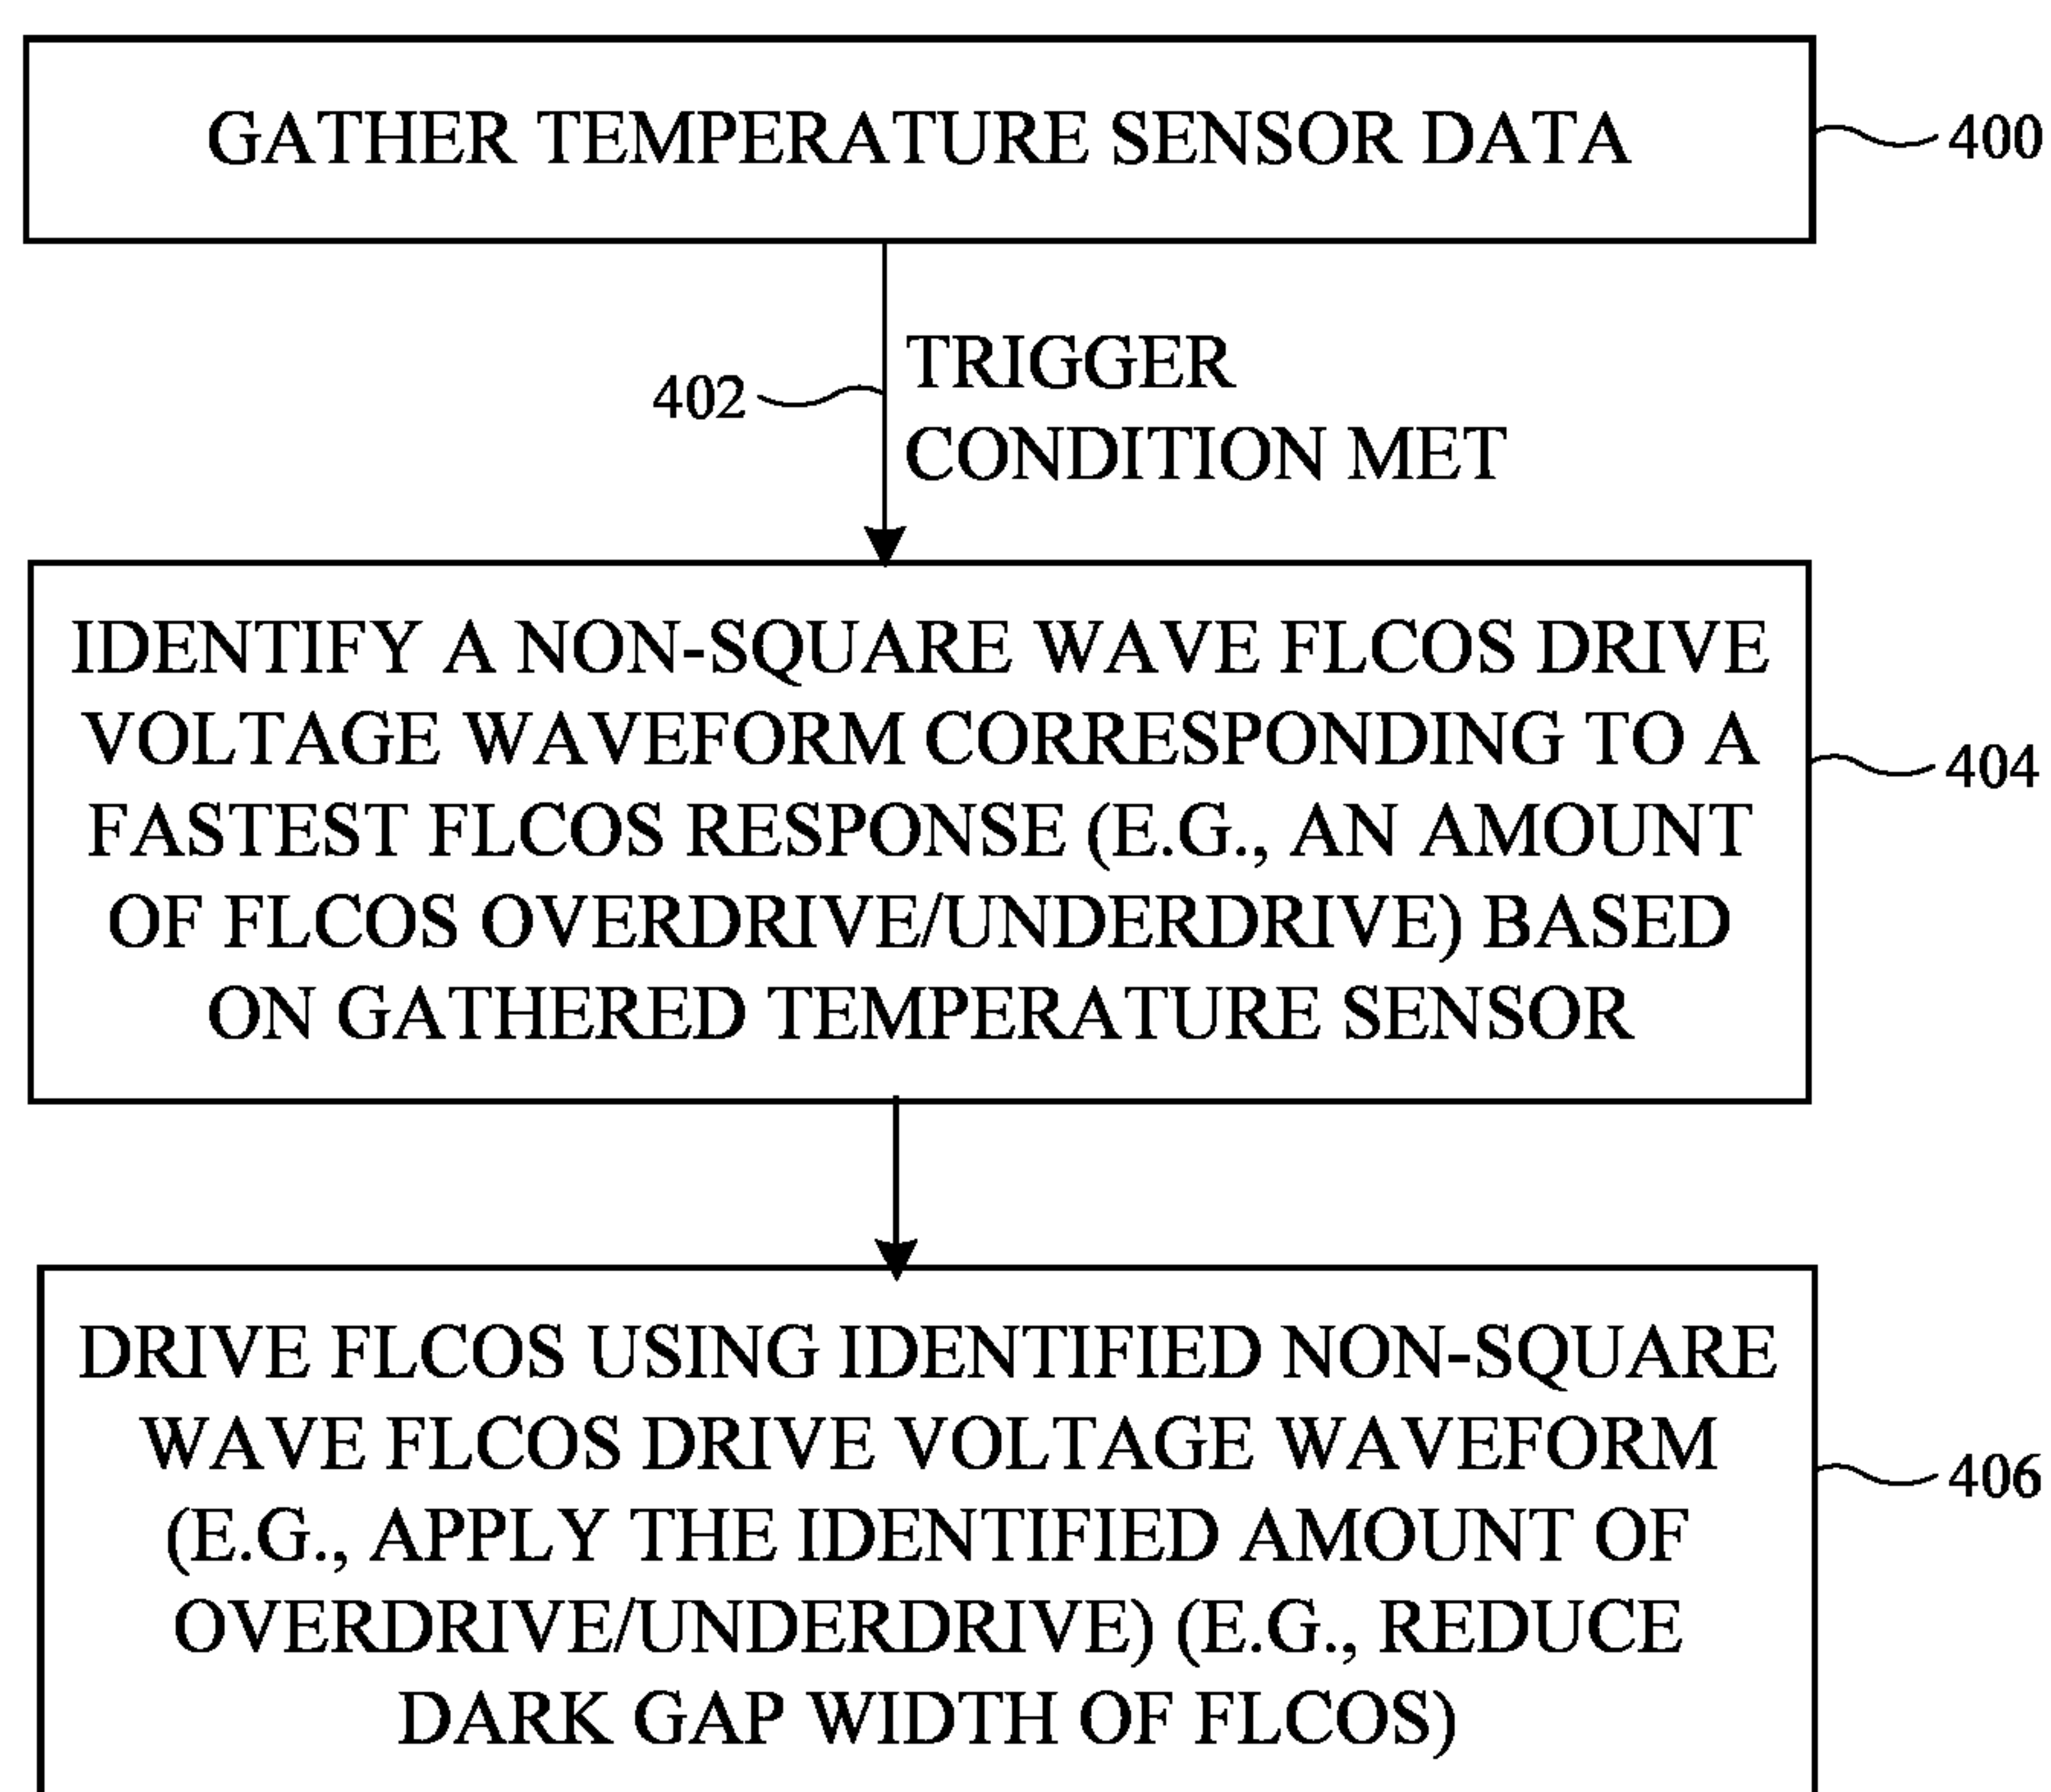 GATHER TEMPERATURE SENSOR DATA
400
402
TRIGGER
CONDITION MET
IDENTIFY A NON-SQUARE WAVE FLCOS DRIVE
VOLTAGE WAVEFORM CORRESPONDING TO A
FASTEST FLCOS RESPONSE (E.G., AN AMOUNT
OF FLCOS OVERDRIVE/UNDERDRIVE) BASED
ON GATHERED TEMPERATURE SENSOR
404
DRIVE FLCOS USING IDENTIFIED NON-SQUARE
WAVE FLCOS DRIVE VOLTAGE WAVEFORM
(E.G., APPLY THE IDENTIFIED AMOUNT OF
OVERDRIVE/UNDERDRIVE) (E.G., REDUCE
DARK GAP WIDTH OF FLCOS)
406